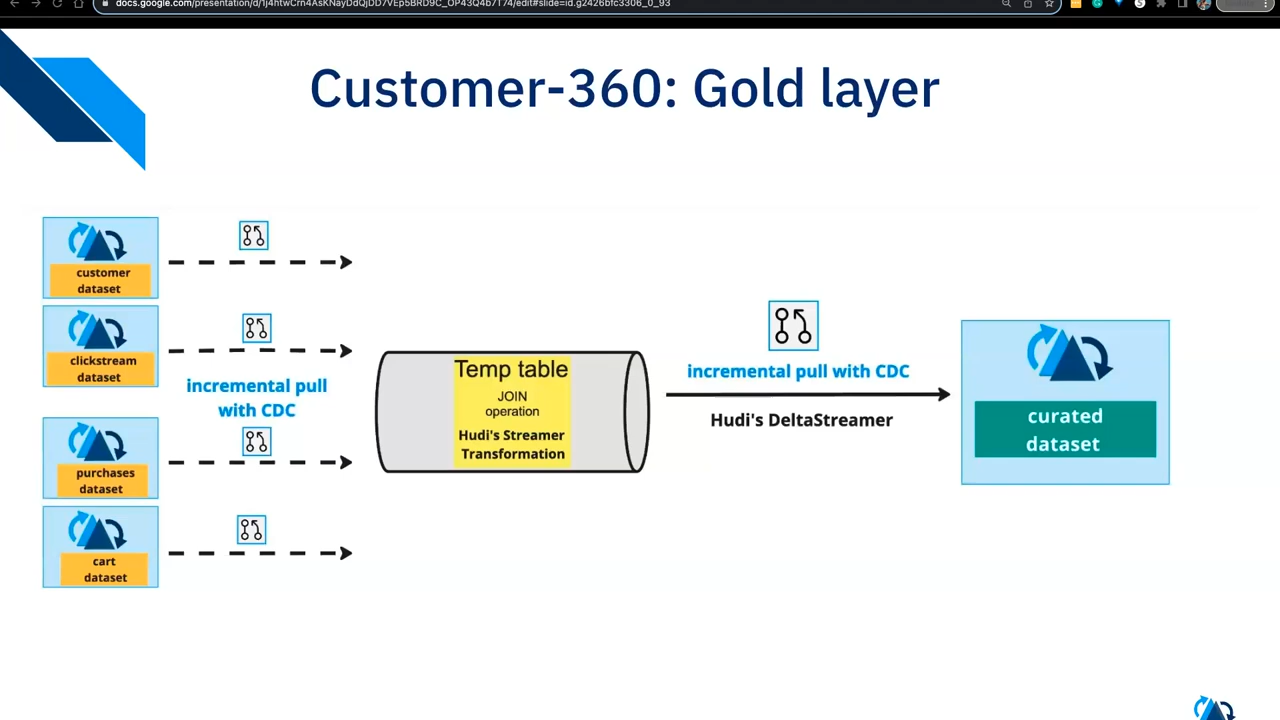 docs.google.com/presentation/d/1j4htwCrn4AsKNayDdQjDD7VEp5BRD9C_OP43Q4b7T74/edit#slide=id.g2426bfc3306_0_93
Customer-360: Gold layer
customer
dataset
clickstream
dataset
incremental pull
with CDC
purchases
dataset
cart
dataset
Temp table
JOIN
operation
Hudi's Streamer
Transformation
incremental pull with CDC
Hudi's DeltaStreamer
curated
dataset